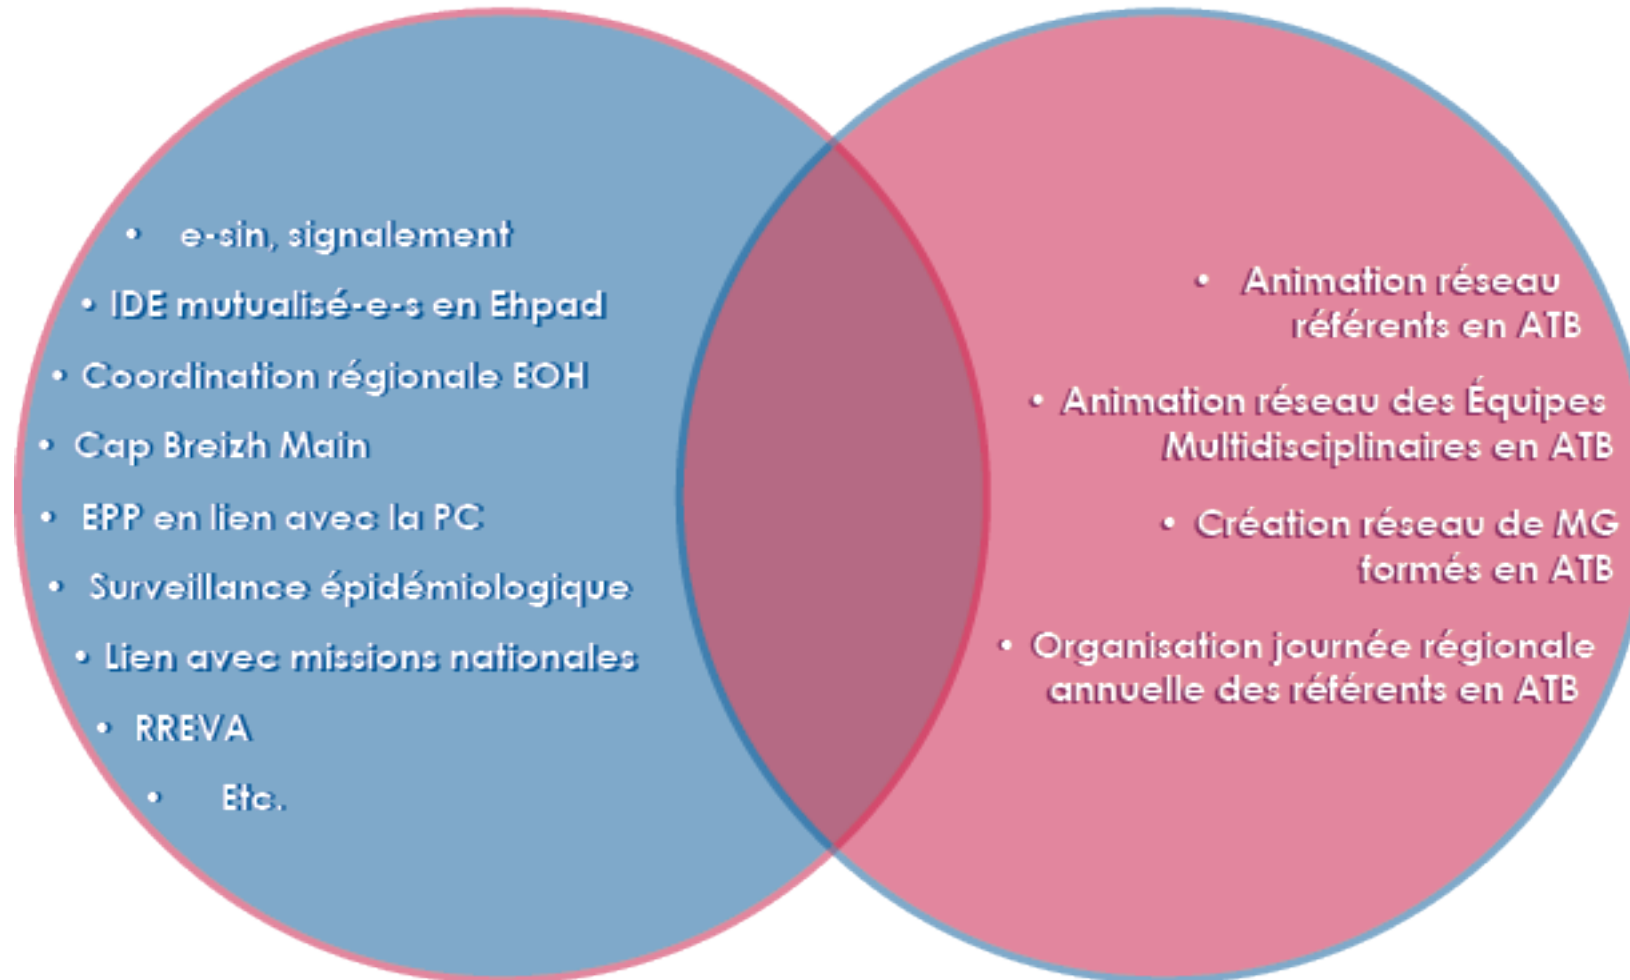 • e-sin, signalement
• IDE mutualisé-e-s en Ehpad
• Coordination régionale EOH
• Cap Breizh Main
• EPP en lien avec la PC
• Surveillance épidémiologique
• Lien avec missions nationales
• RREVA
• Etc.
• Animation réseau
référents en ATB
• Animation réseau des Équipes
Multidisciplinaires en ATB
• Création réseau de MG
formés en ATB
• Organisation journée régionale
annuelle des référents en ATB